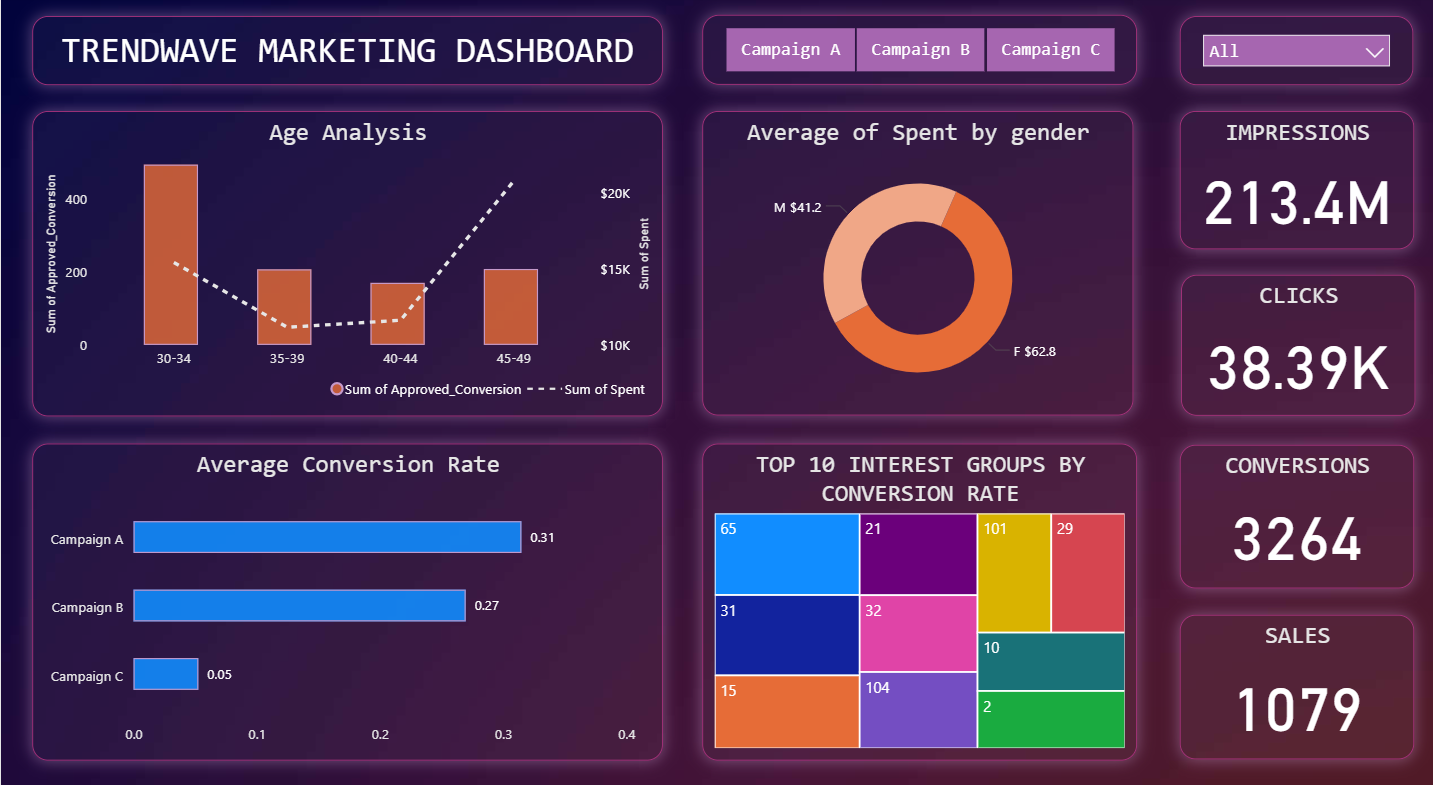 TRENDWAVE MARKETING DASHBOARD
Campaign A
Campaign B
Campaign C
All
Age Analysis
Sum of Approved_Conversion
400
200
0
$20K
$15K
$10K
Sum of Spent
30-34
35-39
40-44
45-49
Sum of Approved_Conversion
Sum of Spent
Average of Spent by gender
M $41.2
F $62.8
IMPRESSIONS
213.4M
CLICKS
38.39K
Average Conversion Rate
Campaign A
0.31
Campaign B
0.27
Campaign C
0.05
0.0
0.1
0.2
0.3
0.4
TOP 10 INTEREST GROUPS BY
CONVERSION RATE
65
31
15
21
32
104
101
29
10
2
CONVERSIONS
3264
SALES
1079